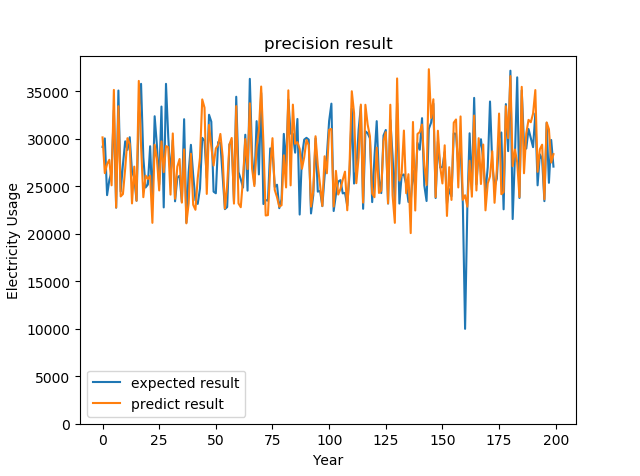 precision result
Electricity Usage
35000
30000
25000
20000
15000
10000
5000
0
expected result
predict result
0 25 50 75 100 125 150 175 200
Year